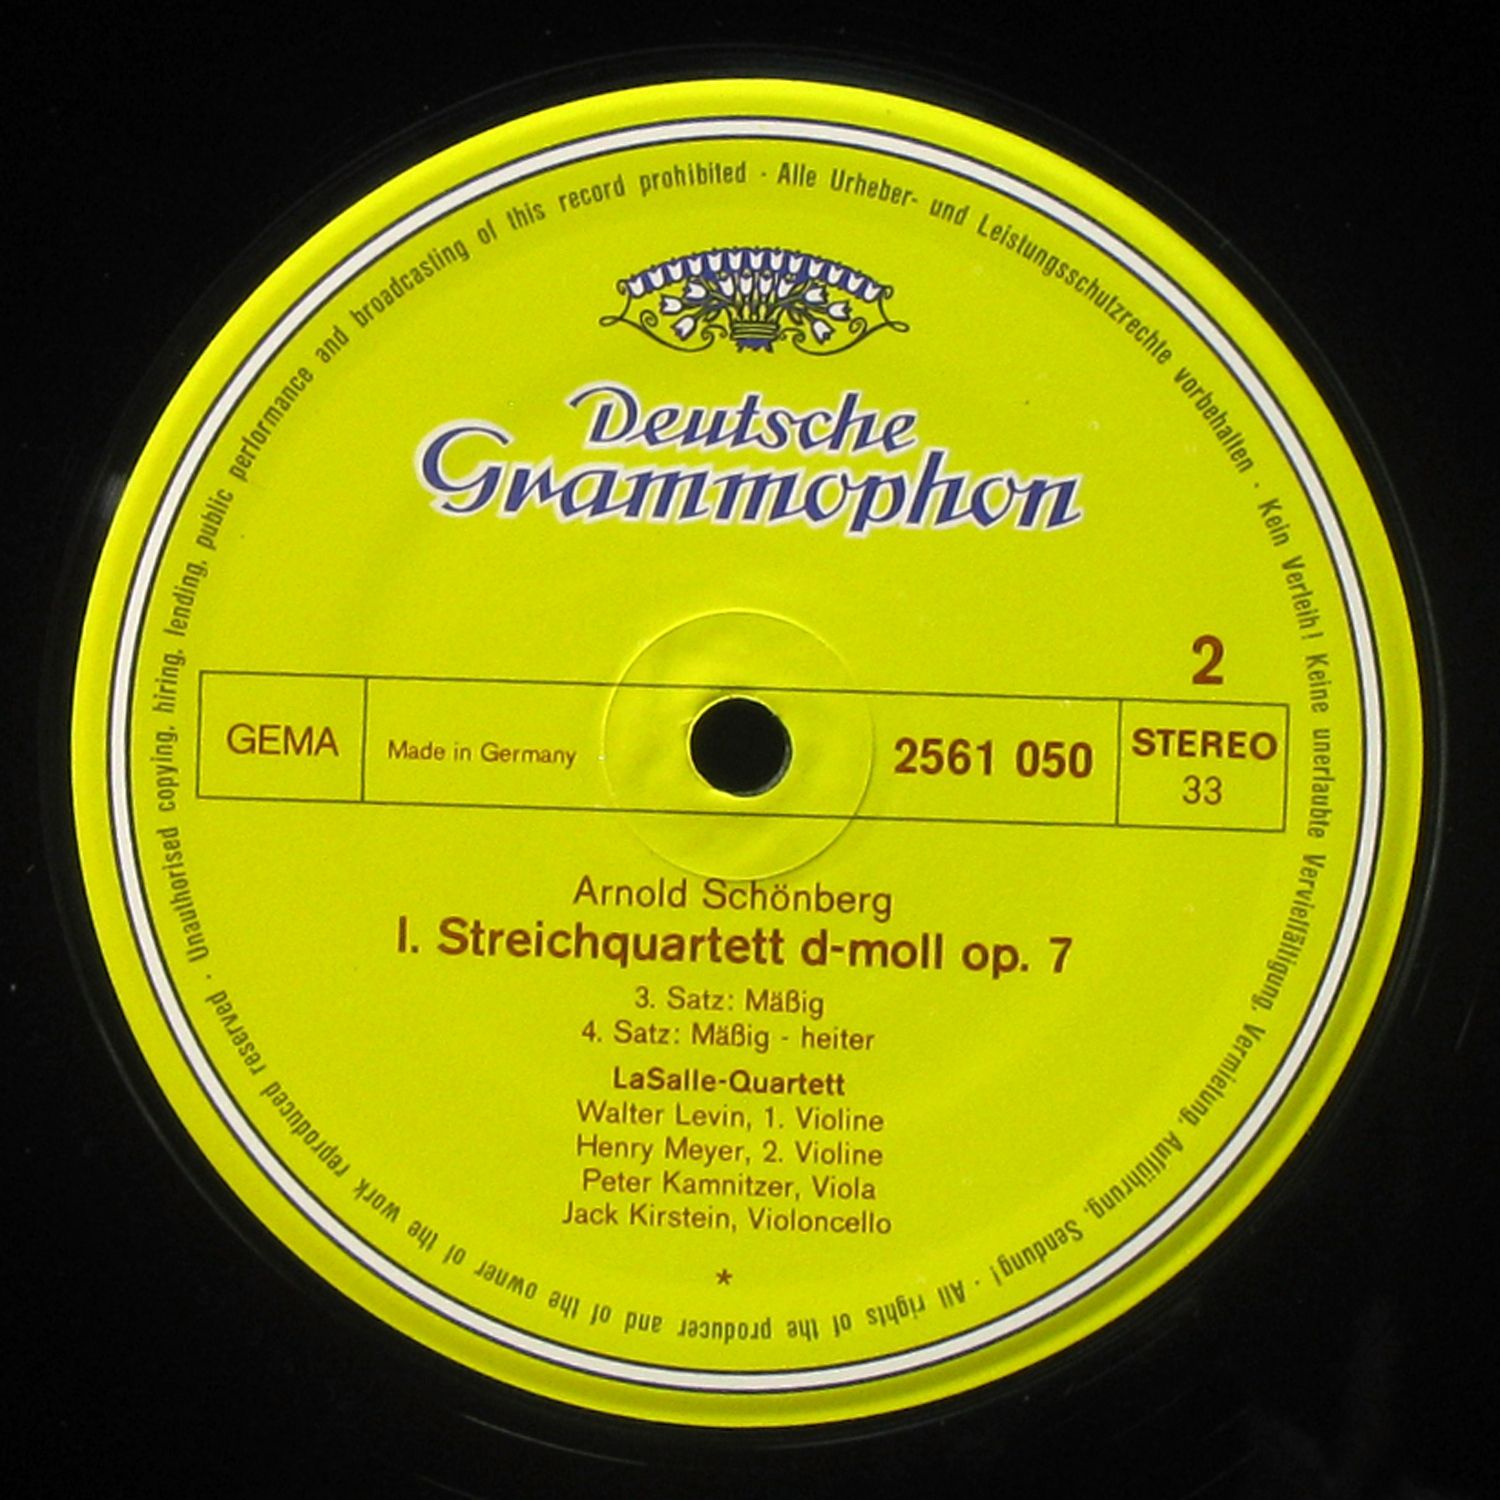 Deutsche
Grammophon
2
GEMA
Made in Germany
2561 050
STEREO
33
Arnold Schönberg
I. Streichquartett d-moll op. 7
3. Satz: Mäßig
4. Satz: Mäßig - heiter
LaSalle-Quartett
Walter Levin, 1. Violine
Henry Meyer, 2. Violine
Peter Kamnitzer, Viola
Jack Kirstein, Violoncello
*
Alle Urheber- und Leistungsschutzrechte vorbehalten · Kein Verleih! Keine unerlaubte Vervielfältigung, Vermietung, Aufführung, Sendung! · All rights of the producer and of the owner of the work reproduced reserved · Unauthorised copying, hiring, lending, public performance and broadcasting of this record prohibited ·